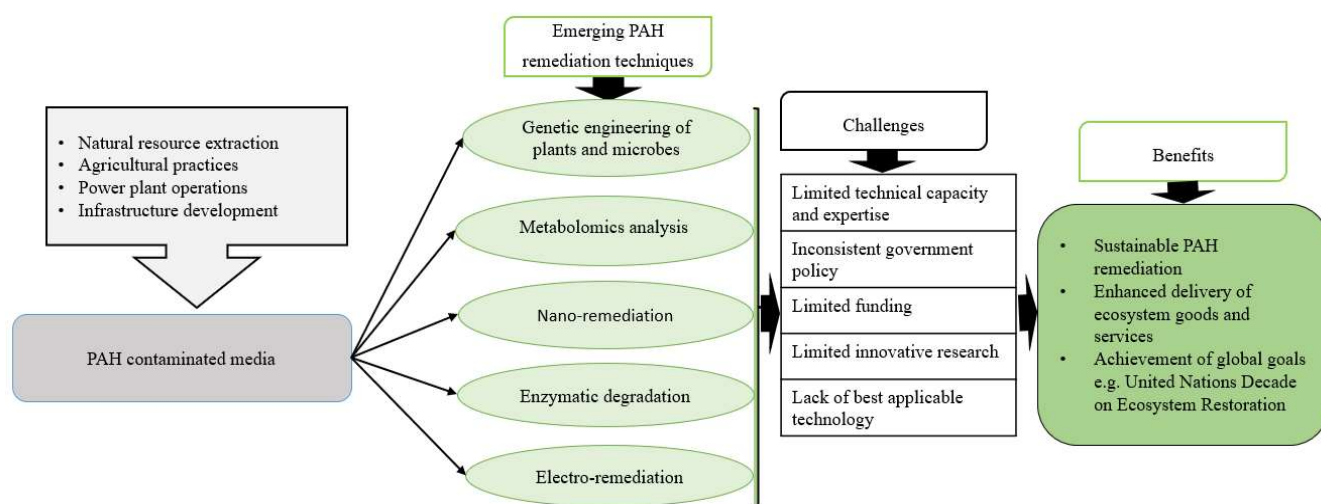 Emerging PAH
remediation techniques
• Natural resource extraction
• Agricultural practices
• Power plant operations
• Infrastructure development
PAH contaminated media
Genetic engineering of
plants and microbes
Metabolomics analysis
Nano-remediation
Enzymatic degradation
Electro-remediation
Challenges
Limited technical capacity
and expertise
Inconsistent government
policy
Limited funding
Limited innovative research
Lack of best applicable
technology
Benefits
• Sustainable PAH
remediation
• Enhanced delivery of
ecosystem goods and
services
• Achievement of global goals
e.g. United Nations Decade
on Ecosystem Restoration